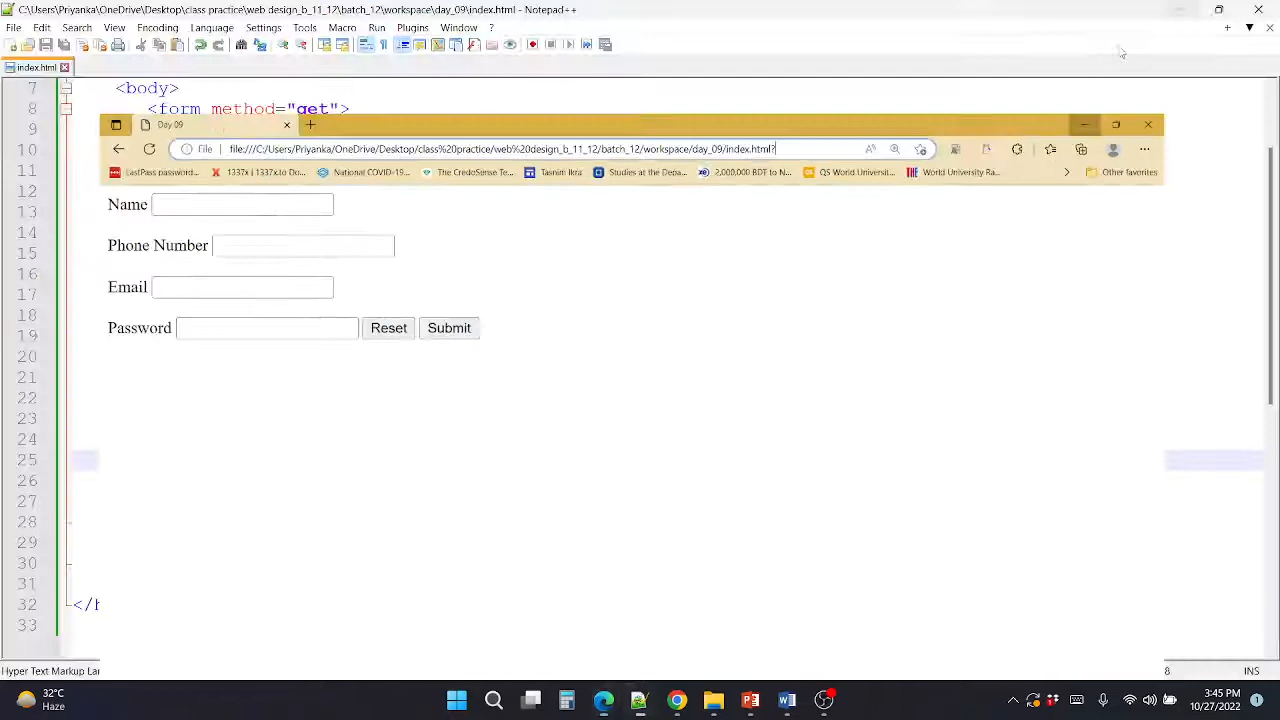 C:\Users\Priyanka\OneDrive\Desktop\class practice\web design_b_11_12\batch_12\workspace\day_09\index.html - Notepad++
File Edit Search View Encoding Language Settings Tools Macro Run Plugins Window ?
index.html
7 <body>
8 <form method="get">
9
Day 09
10
File file:///C:/Users/Priyanka/OneDrive/Desktop/class%20practice/web%20design_b_11_12/batch_12/workspace/day_09/index.html?
11
LastPass password... 1337x | 1337x.to Do... National COVID-19... The CredoSense Te... Tasnim Ikra Studies at the Depa... 2,000,000 BDT to N... QS World Universit... World University Ra... Other favorites
12
13 Name
14
15 Phone Number
16
17 Email
18
19 Password Reset Submit
20
21
22
23
24
25
26
27
28
29
30
31
32 </h
33
Hyper Text Markup Lan
8
INS
32°C
Haze
3:45 PM
10/27/2022